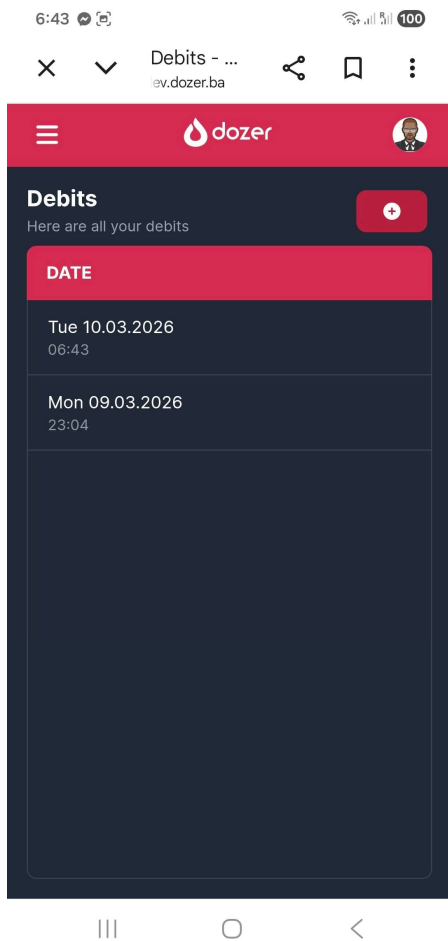 6:43
100
Debits - ...
ev.dozer.ba
dozer
Debits
Here are all your debits
DATE
Tue 10.03.2026
06:43
Mon 09.03.2026
23:04